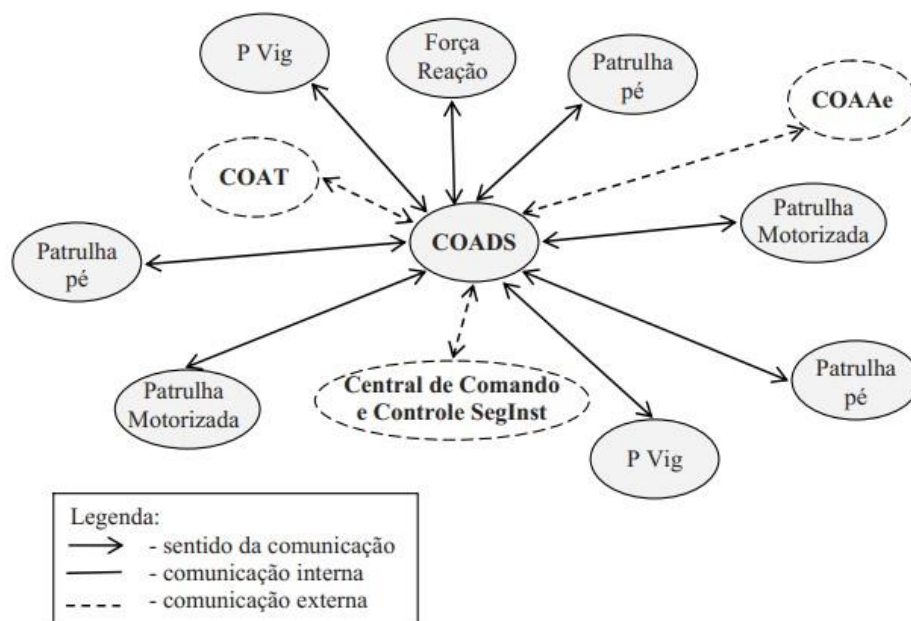 P Vig
Força
Reação
Patrulha
pé
COAAe
COAT
Patrulha
Motorizada
COADS
Patrulha
pé
Patrulha
Motorizada
Central de Comando
e Controle SegInst
Patrulha
pé
P Vig
Legenda:
- sentido da comunicação
- comunicação interna
- comunicação externa